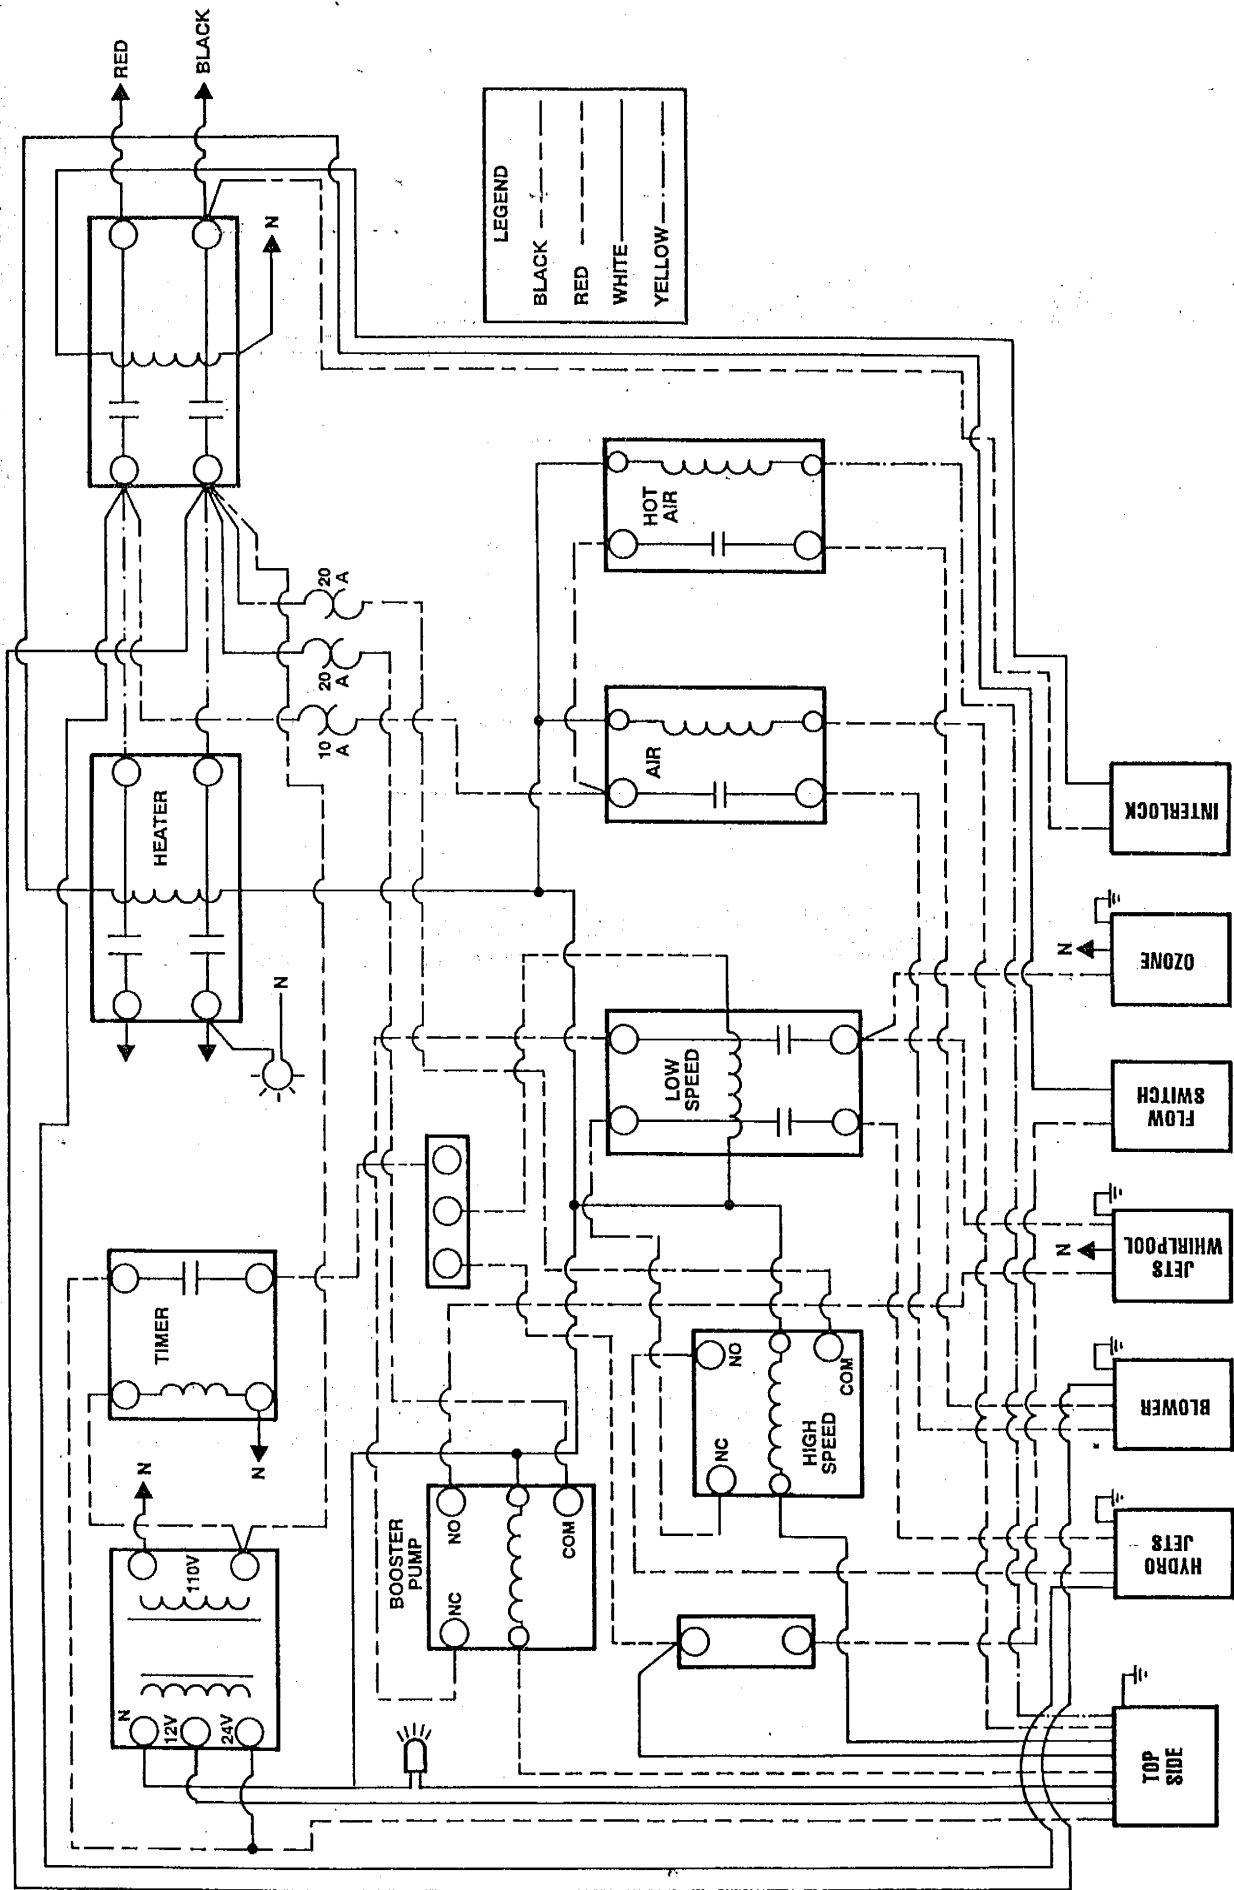 RED
BLACK
N
LEGEND
BLACK
RED
WHITE
YELLOW
HEATER
N
20
A
20
A
10
A
HOT
AIR
AIR
TIMER
N
N
110V
N
12V
24V
BOOSTER
PUMP
NC
NO
COM
LOW
SPEED
HIGH
SPEED
NC
NO
COM
TOP
SIDE
HYDRO
JETS
BLOWER
JETS
WHIRLPOOL
N
FLOW
SWITCH
OZONE
N
INTERLOCK